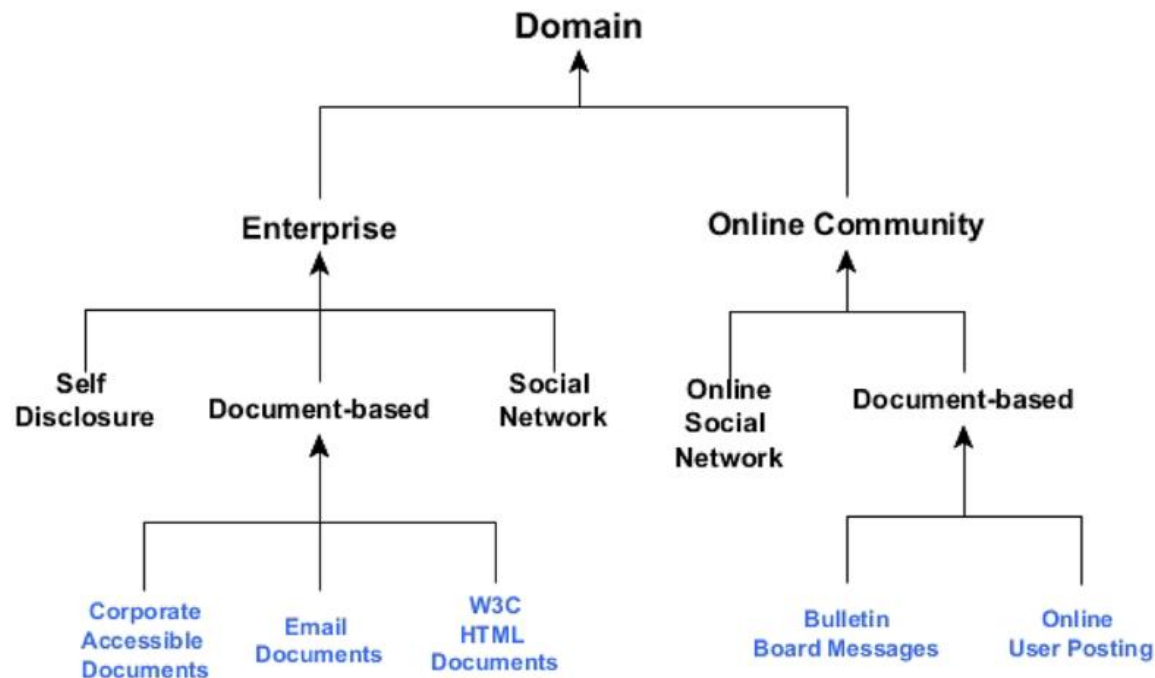 Domain
Enterprise
Online Community
Self
Disclosure
Document-based
Social
Network
Online
Social
Network
Document-based
Corporate
Accessible
Documents
Email
Documents
W3C
HTML
Documents
Bulletin
Board Messages
Online
User Posting